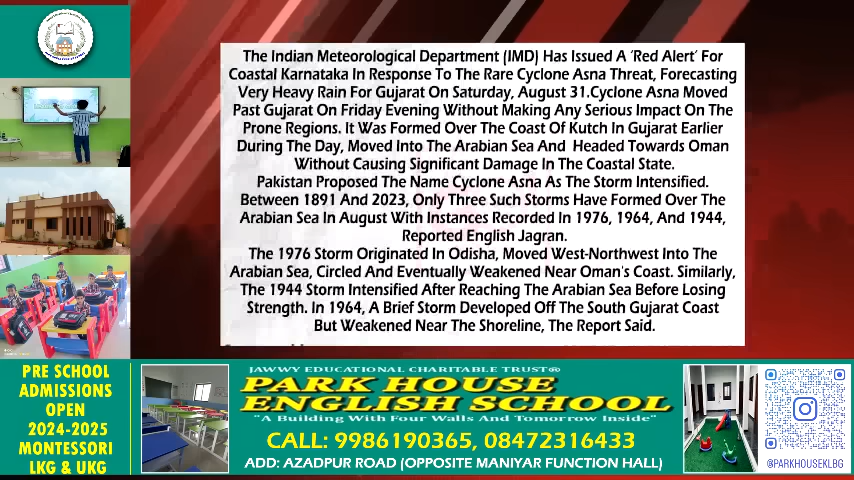 The Indian Meteorological Department (IMD) Has Issued A 'Red Alert' For
Coastal Karnataka In Response To The Rare Cyclone Asna Threat, Forecasting
Very Heavy Rain For Gujarat On Saturday, August 31.Cyclone Asna Moved
Past Gujarat On Friday Evening Without Making Any Serious Impact On The
Prone Regions. It Was Formed Over The Coast Of Kutch In Gujarat Earlier
During The Day, Moved Into The Arabian Sea And Headed Towards Oman
Without Causing Significant Damage In The Coastal State.
Pakistan Proposed The Name Cyclone Asna As The Storm Intensified.
Between 1891 And 2023, Only Three Such Storms Have Formed Over The
Arabian Sea In August With Instances Recorded In 1976, 1964, And 1944,
Reported English Jagran.
The 1976 Storm Originated In Odisha, Moved West-Northwest Into The
Arabian Sea, Circled And Eventually Weakened Near Oman's Coast. Similarly,
The 1944 Storm Intensified After Reaching The Arabian Sea Before Losing
Strength. In 1964, A Brief Storm Developed Off The South Gujarat Coast
But Weakened Near The Shoreline, The Report Said.
PRE SCHOOL
ADMISSIONS
OPEN
2024-2025
MONTESSORI
LKG & UKG
JAWWY EDUCATIONAL CHARITABLE TRUST®
PARK HOUSE
ENGLISH SCHOOL
"A Building With Four Walls And Tomorrow Inside"
CALL: 9986190365, 08472316433
ADD: AZADPUR ROAD (OPPOSITE MANIYAR FUNCTION HALL)
@PARKHOUSEKLBG